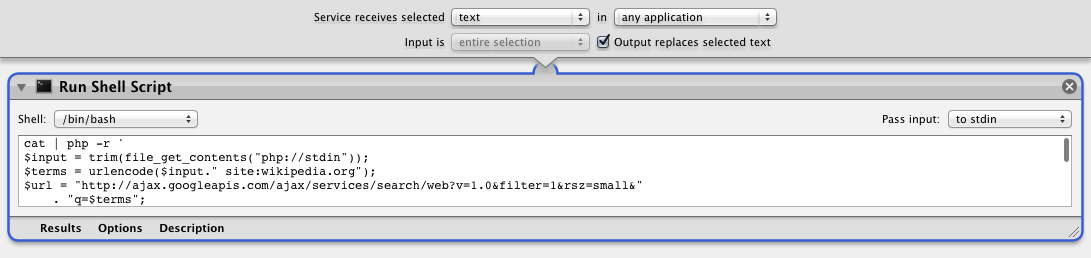 Service receives selected text in any application
Input is entire selection Output replaces selected text
Run Shell Script
Shell: /bin/bash Pass input: to stdin
cat | php -r '
$input = trim(file_get_contents("php://stdin"));
$terms = urlencode($input." site:wikipedia.org");
$url = "http://ajax.googleapis.com/ajax/services/search/web?v=1.0&filter=1&rsz=small&"
    . "q=$terms";
Results Options Description